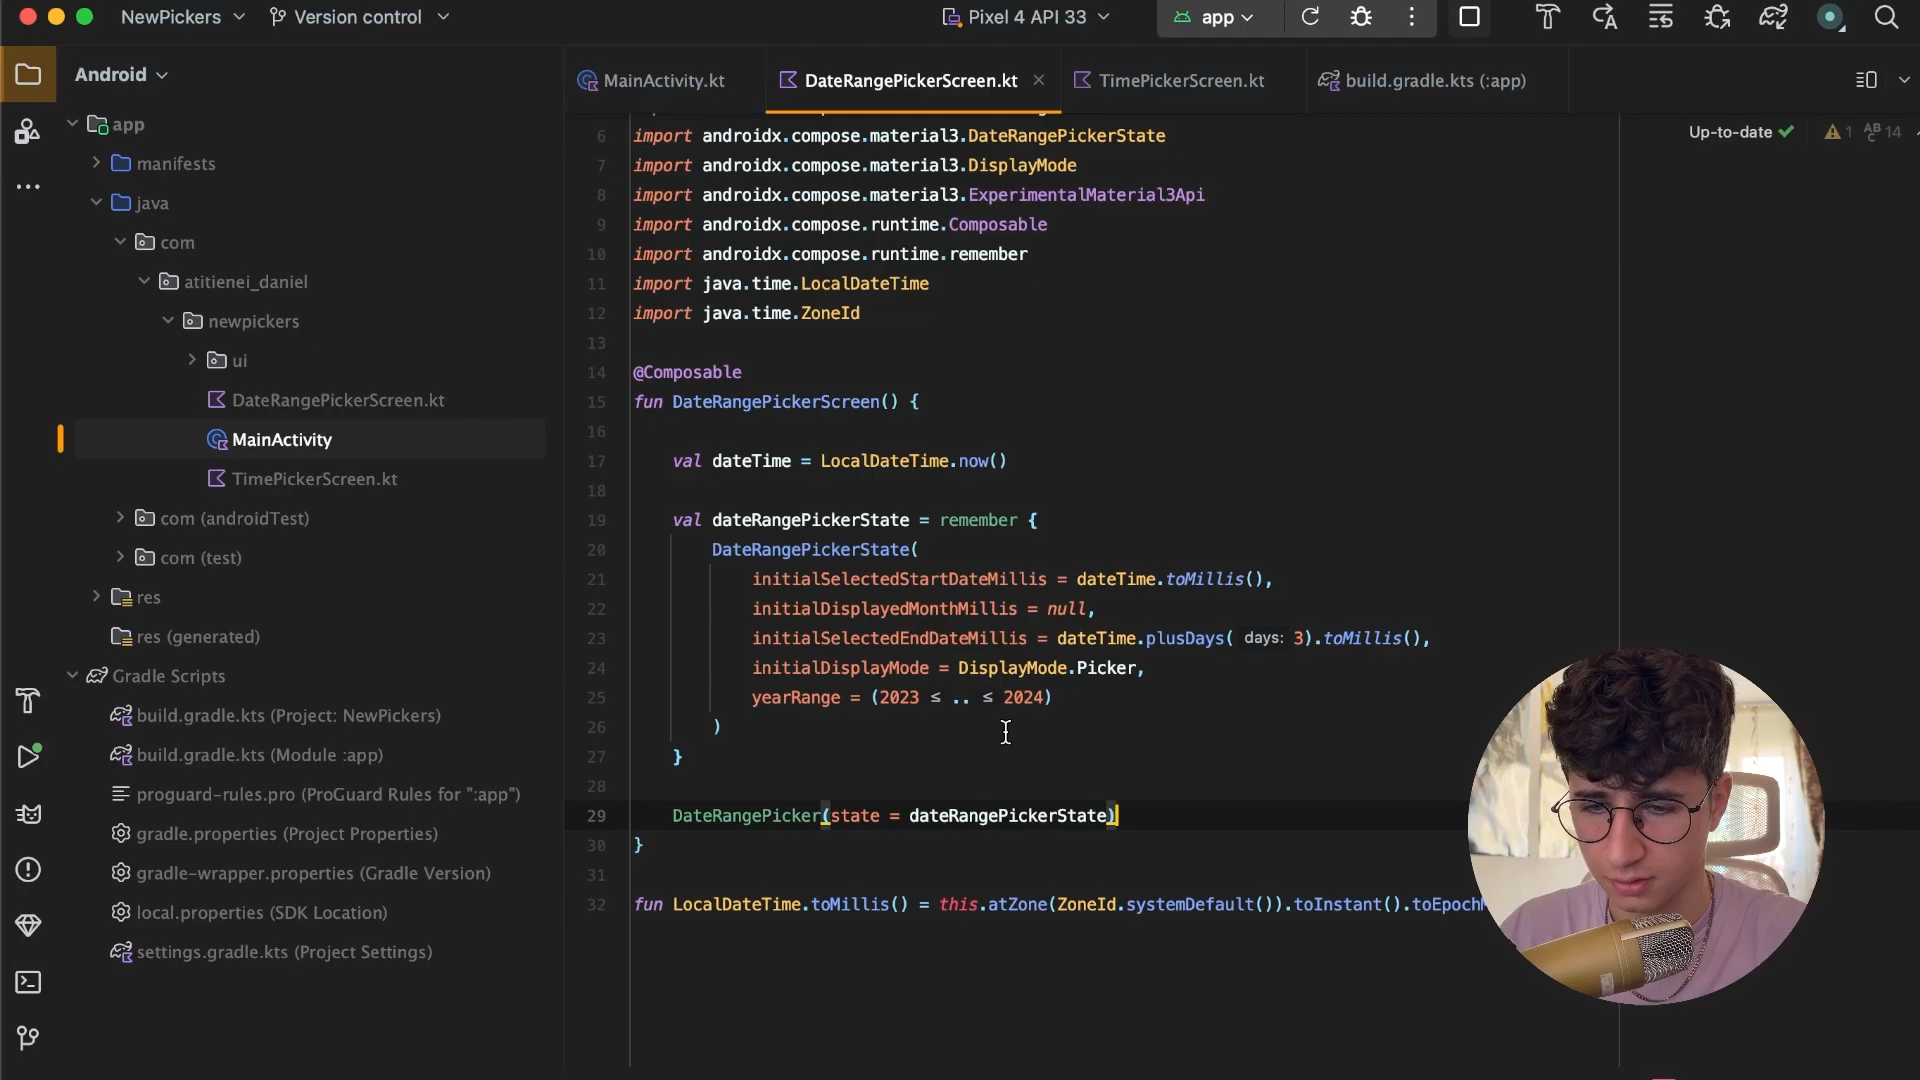 NewPickers
Version control
Pixel 4 API 33
app
Android
MainActivity.kt
DateRangePickerScreen.kt
TimePickerScreen.kt
build.gradle.kts (:app)
Up-to-date
1
14
app
manifests
java
com
atitienei_daniel
newpickers
ui
DateRangePickerScreen.kt
MainActivity
TimePickerScreen.kt
com (androidTest)
com (test)
res
res (generated)
Gradle Scripts
build.gradle.kts (Project: NewPickers)
build.gradle.kts (Module :app)
proguard-rules.pro (ProGuard Rules for ":app")
gradle.properties (Project Properties)
gradle-wrapper.properties (Gradle Version)
local.properties (SDK Location)
settings.gradle.kts (Project Settings)
6 import androidx.compose.material3.DateRangePickerState
7 import androidx.compose.material3.DisplayMode
8 import androidx.compose.material3.ExperimentalMaterial3Api
9 import androidx.compose.runtime.Composable
10 import androidx.compose.runtime.remember
11 import java.time.LocalDateTime
12 import java.time.ZoneId
13
14 @Composable
15 fun DateRangePickerScreen() {
16
17 val dateTime = LocalDateTime.now()
18
19 val dateRangePickerState = remember {
20 DateRangePickerState(
21 initialSelectedStartDateMillis = dateTime.toMillis(),
22 initialDisplayedMonthMillis = null,
23 initialSelectedEndDateMillis = dateTime.plusDays( days: 3).toMillis(),
24 initialDisplayMode = DisplayMode.Picker,
25 yearRange = (2023 ≤ .. ≤ 2024)
26 )
27 }
28
29 DateRangePicker(state = dateRangePickerState)
30 }
31
32 fun LocalDateTime.toMillis() = this.atZone(ZoneId.systemDefault()).toInstant().toEpoch